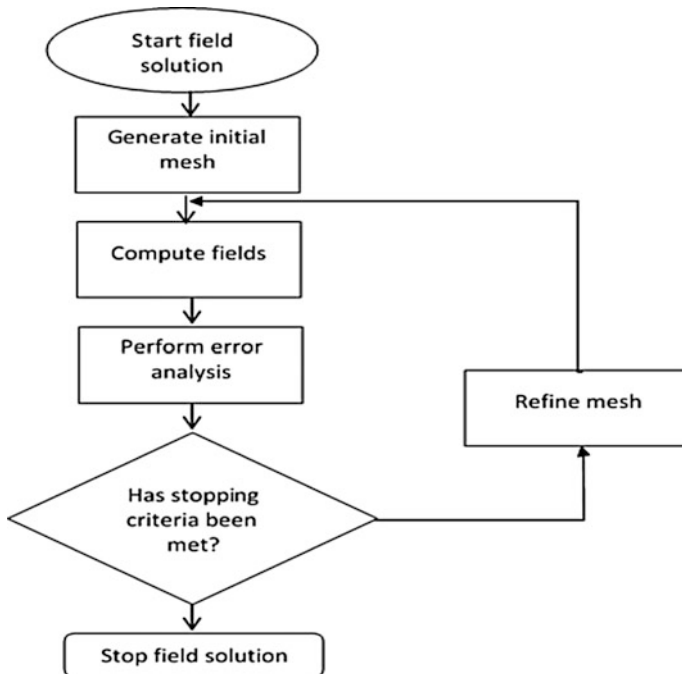 Start field
solution
Generate initial
mesh
Compute fields
Perform error
analysis
Refine mesh
Has stopping
criteria been
met?
Stop field solution